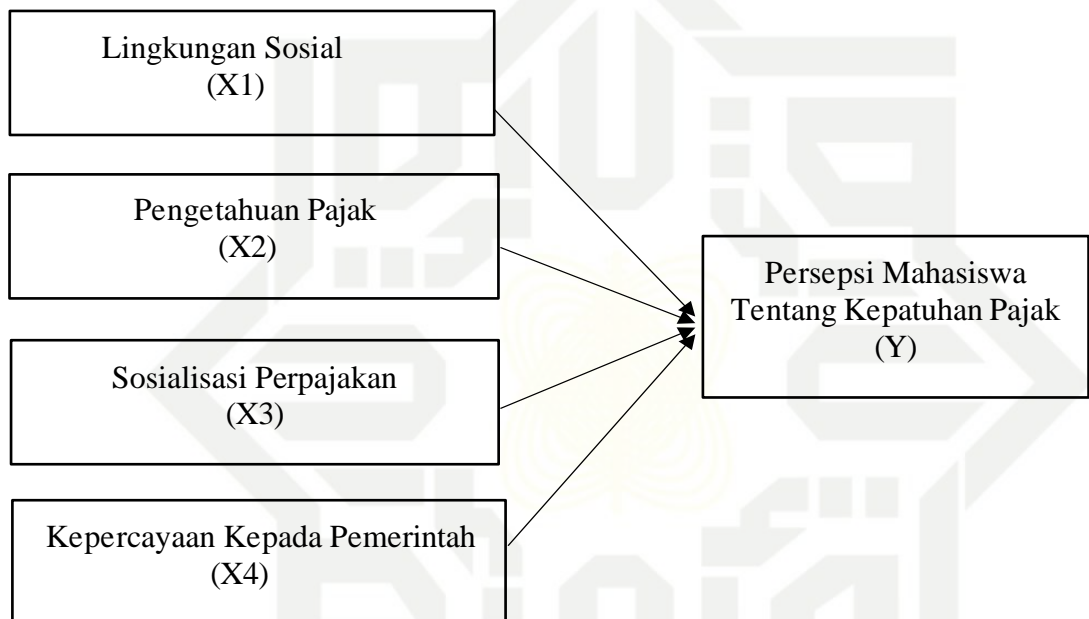 Lingkungan Sosial
(X1)
Pengetahuan Pajak
(X2)
Sosialisasi Perpajakan
(X3)
Kepercayaan Kepada Pemerintah
(X4)
Persepsi Mahasiswa
Tentang Kepatuhan Pajak
(Y)